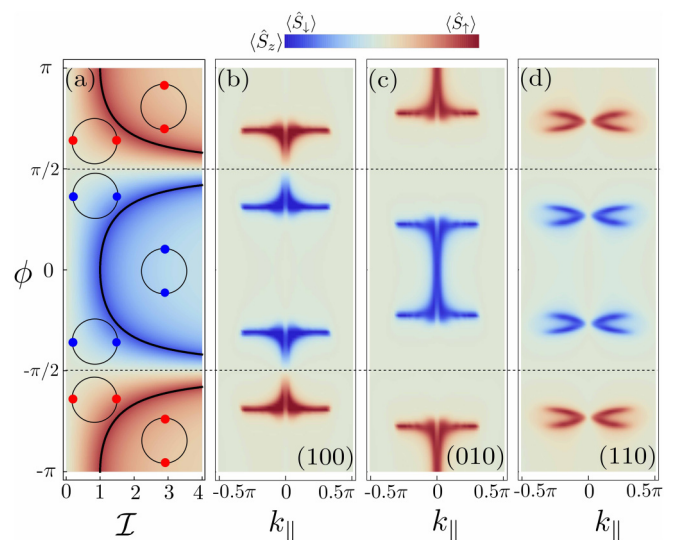 ⟨Ŝ↓⟩ ⟨Ŝ↑⟩
⟨Ŝz⟩
π (a) (b) (c) (d)
π/2
ϕ 0
-π/2
-π (100) (010) (110)
0 1 2 3 4 -0.5π 0 0.5π -0.5π 0 0.5π -0.5π 0 0.5π
ℐ k∥ k∥ k∥